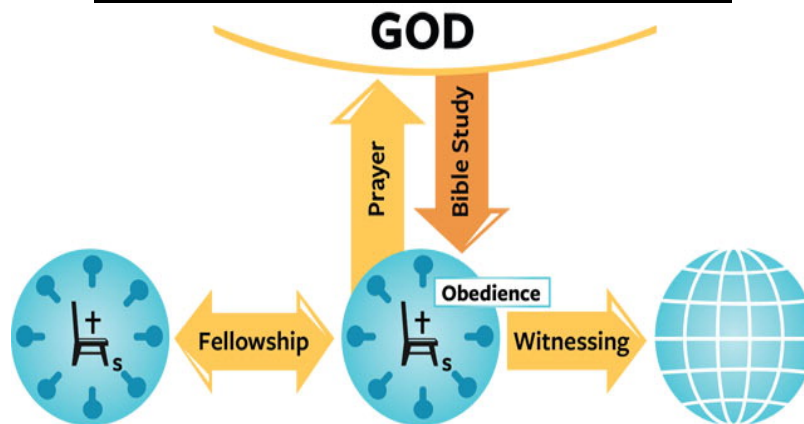 GOD
Prayer
Bible Study
Obedience
s
Fellowship
s
Witnessing